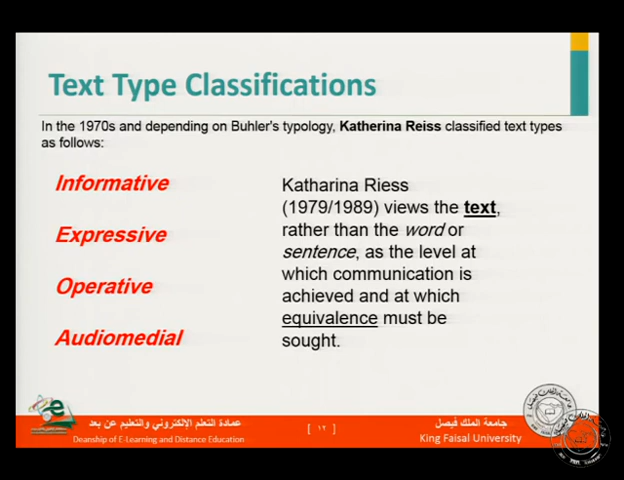 Text Type Classifications
In the 1970s and depending on Buhler's typology, Katherina Reiss classified text types
as follows:
Informative
Expressive
Operative
Audiomedial
Katharina Riess
(1979/1989) views the text,
rather than the word or
sentence, as the level at
which communication is
achieved and at which
equivalence must be
sought.
عمادة التعلم الإلكتروني والتعليم عن بعد
Deanship of E-Learning and Distance Education
[ ١٢ ]
جامعة الملك فيصل
King Faisal University